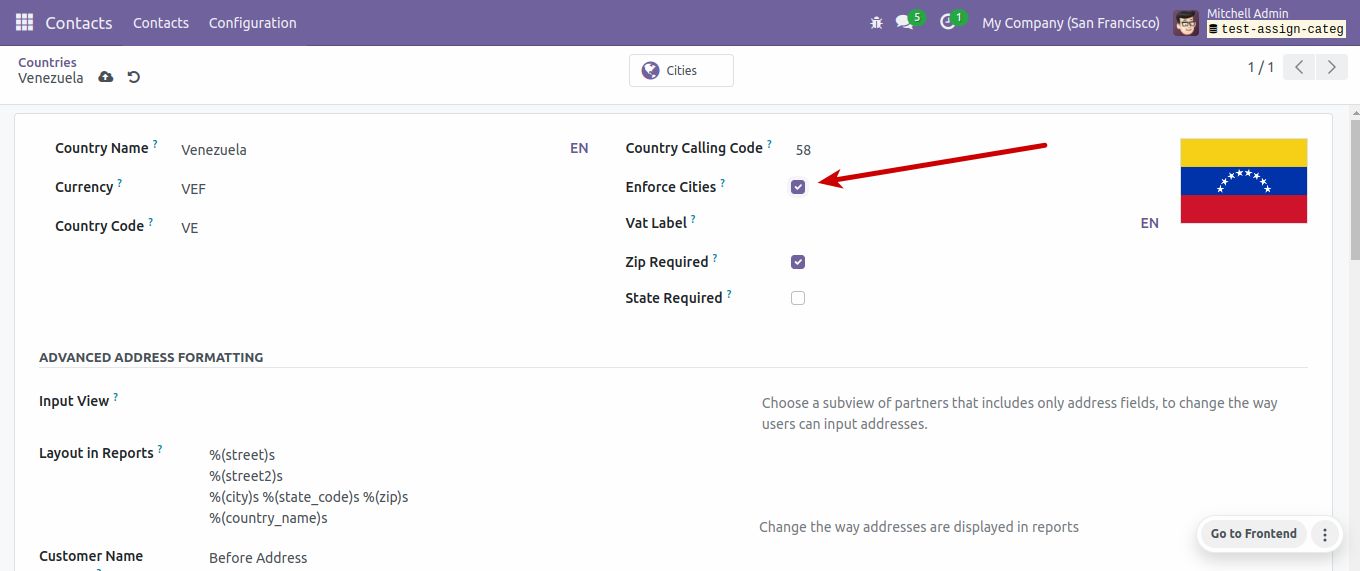 Contacts Contacts Configuration 5 1 My Company (San Francisco) Mitchell Admin
test-assign-categ
Countries
Venezuela
Cities
1 / 1
Country Name ? Venezuela EN
Currency ? VEF
Country Code ? VE
Country Calling Code ? 58
Enforce Cities ?
Vat Label ? EN
Zip Required ?
State Required ?
ADVANCED ADDRESS FORMATTING
Input View ?
Choose a subview of partners that includes only address fields, to change the way
users can input addresses.
Layout in Reports ? %(street)s
%(street2)s
%(city)s %(state_code)s %(zip)s
%(country_name)s
Change the way addresses are displayed in reports
Go to Frontend
Customer Name Before Address